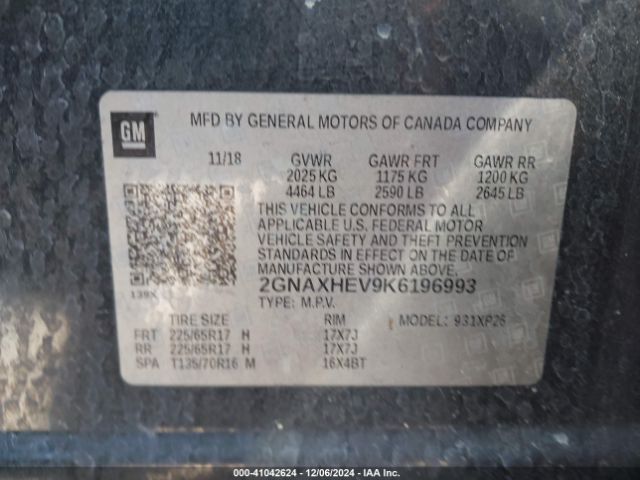 GM
MFD BY GENERAL MOTORS OF CANADA COMPANY
11/18 GVWR GAWR FRT GAWR RR
2025 KG 1175 KG 1200 KG
4464 LB 2590 LB 2645 LB
THIS VEHICLE CONFORMS TO ALL
APPLICABLE U.S. FEDERAL MOTOR
VEHICLE SAFETY AND THEFT PREVENTION
STANDARDS IN EFFECT ON THE DATE OF
MANUFACTURE SHOWN ABOVE.
139X 2GNAXHEV9K6196993
TYPE: M.P.V.
TIRE SIZE RIM MODEL: 931XP26
FRT 225/65R17 H 17X7J
RR 225/65R17 H 17X7J
SPA T135/70R16 M 16X4BT
000-41042624 | 12/06/2024 | IAA Inc.